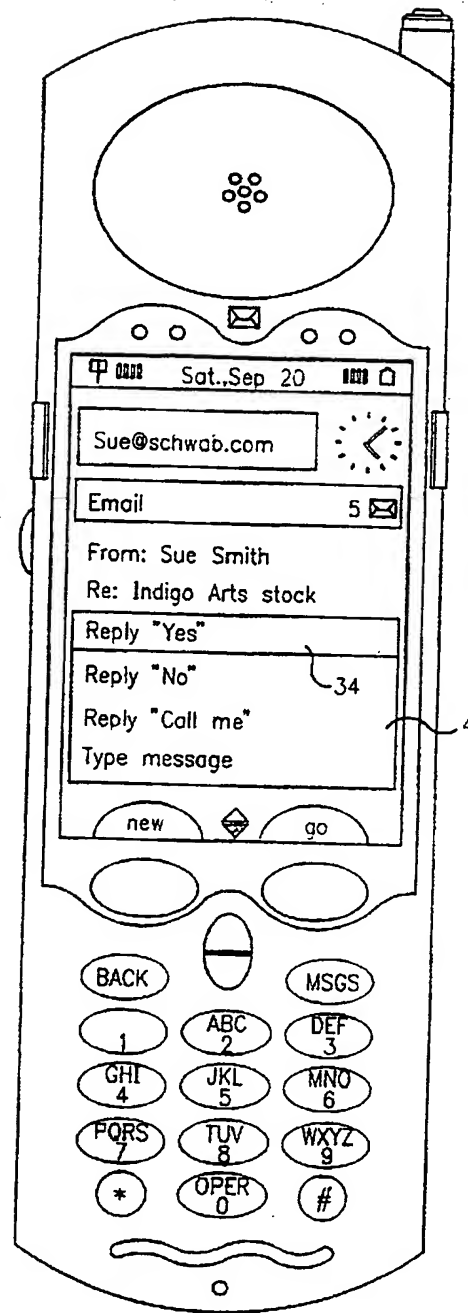 Sat.,Sep 20
Sue@schwab.com
Email 5
From: Sue Smith
Re: Indigo Arts stock
Reply "Yes"
34
Reply "No"
Reply "Call me"
4
Type message
new go
BACK MSGS
1 ABC 2 DEF 3
GHI 4 JKL 5 MNO 6
PQRS 7 TUV 8 WXYZ 9
* OPER 0 #